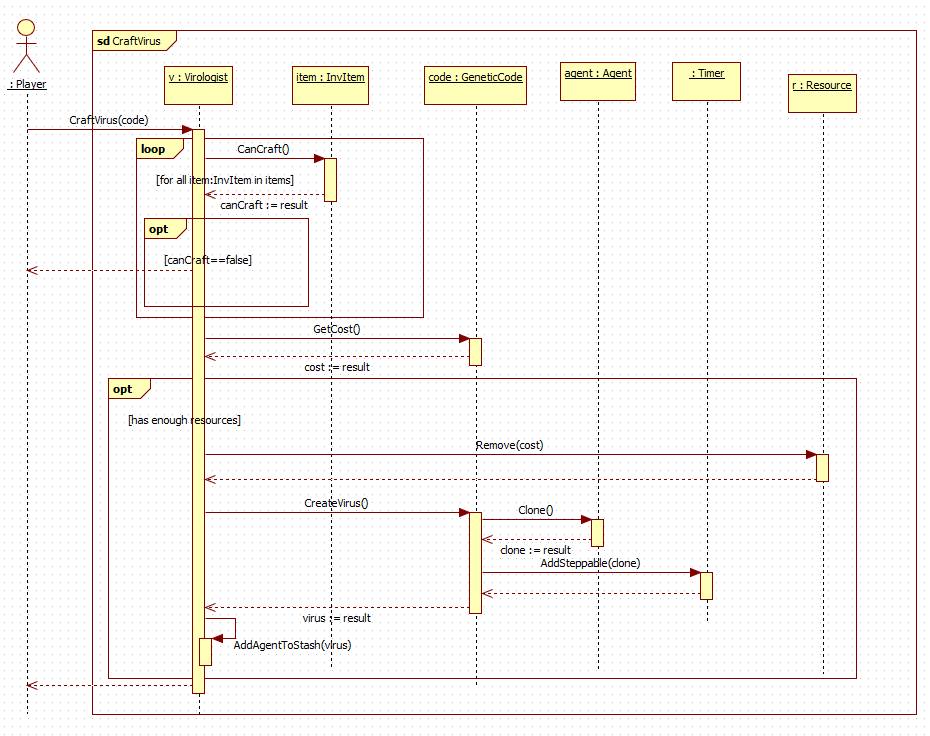 sd CraftVirus
: Player
v : Virologist
item : InvItem
code : GeneticCode
agent : Agent
: Timer
r : Resource
CraftVirus(code)
loop
CanCraft()
[for all item:InvItem in items]
canCraft := result
opt
[canCraft==false]
GetCost()
cost := result
opt
[has enough resources]
Remove(cost)
CreateVirus()
Clone()
clone := result
AddSteppable(clone)
virus := result
AddAgentToStash(virus)